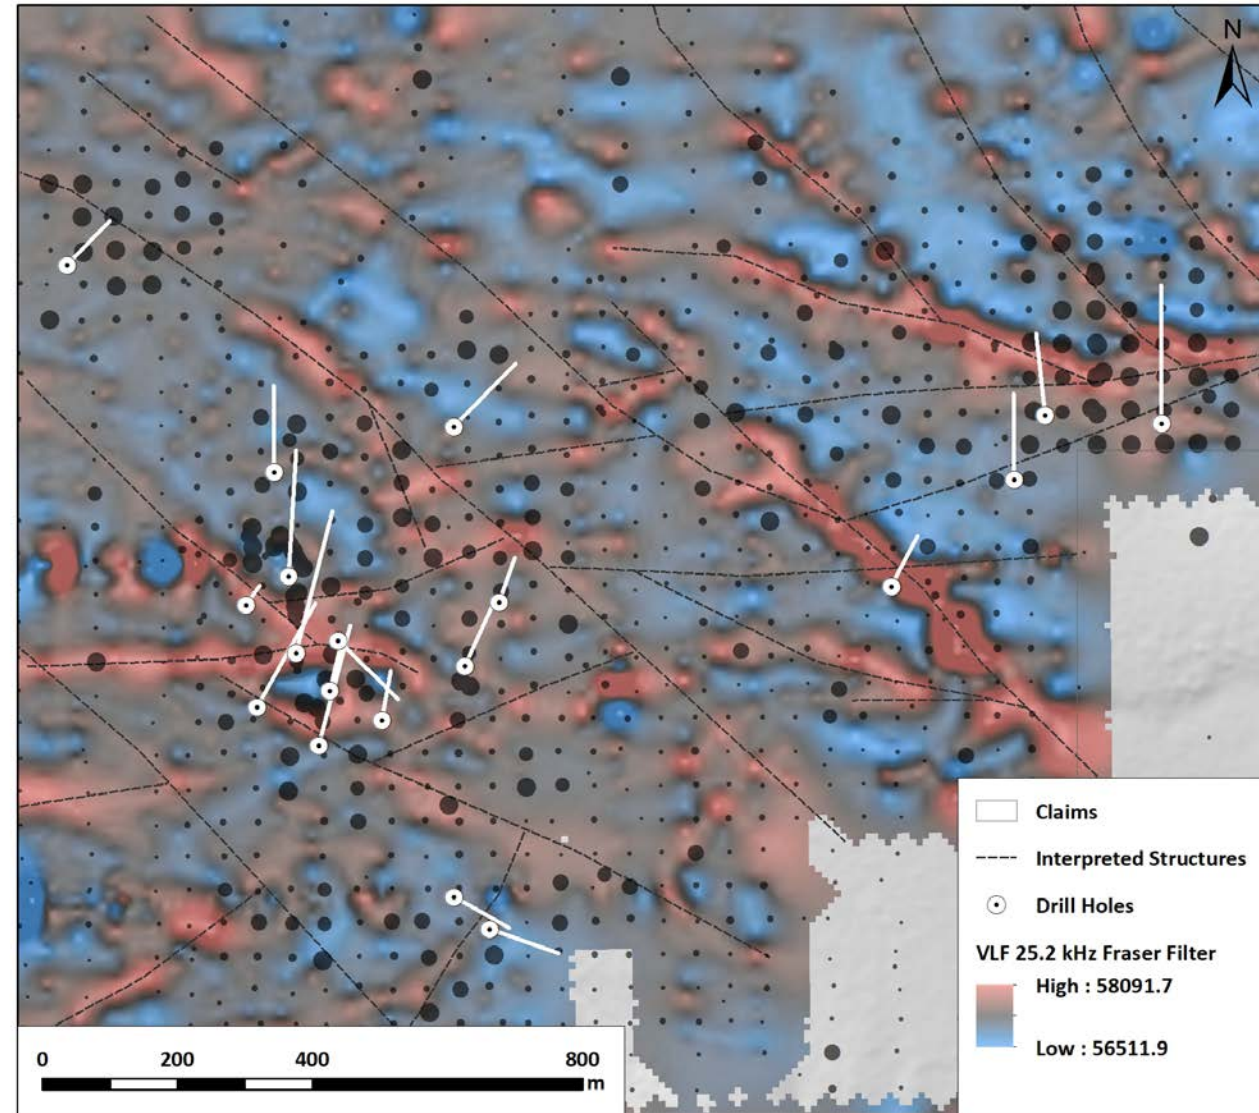 N
Claims
Interpreted Structures
Drill Holes
VLF 25.2 kHz Fraser Filter
High : 58091.7
Low : 56511.9
0 200 400 800
m